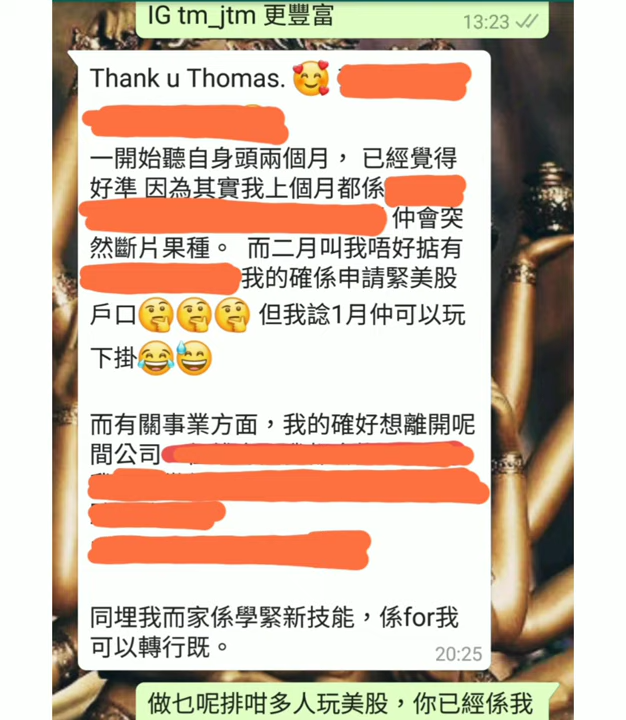 IG tm_jtm 更豐富
13:23
Thank u Thomas.
一開始聽自身頭兩個月， 已經覺得
好準 因為其實我上個月都係
仲會突
然斷片果種。 而二月叫我唔好掂有
我的確係申請緊美股
戶口🤔🤔🤔 但我諗1月仲可以玩
下掛😂😅
而有關事業方面，我的確好想離開呢
間公司
同埋我而家係學緊新技能，係for我
可以轉行既。
20:25
做乜呢排咁多人玩美股，你已經係我